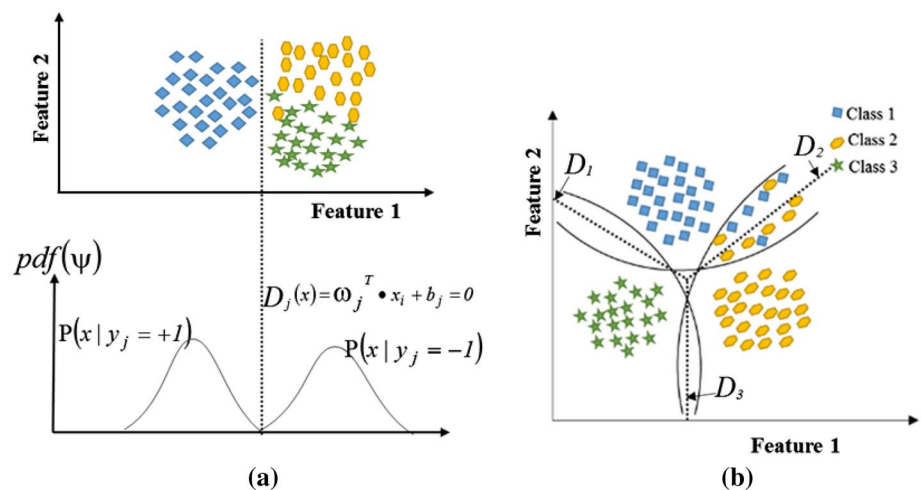 Feature 2
Feature 1
pdf(ψ)
D_j(x)=ω_j^T • x_i + b_j = 0
P(x | y_j = +1)
P(x | y_j = −1)
(a)
Class 1
Class 2
Class 3
D_1
D_2
D_3
Feature 2
Feature 1
(b)